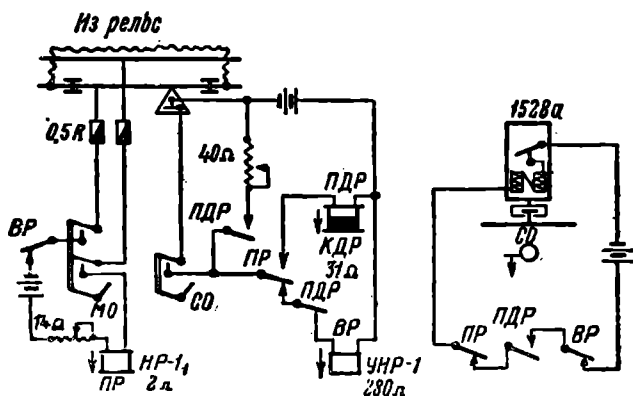 Из рельс
0,5R
40Ω
1528а
ПДР
ПДР
КДР
31Ω
ВР
ПР
СО
ПДР
МО
СО
14Ω
ВР
ПДР
ВР
ПР
НР-1₁
2Ω
ПР
УНР-1
280Ω